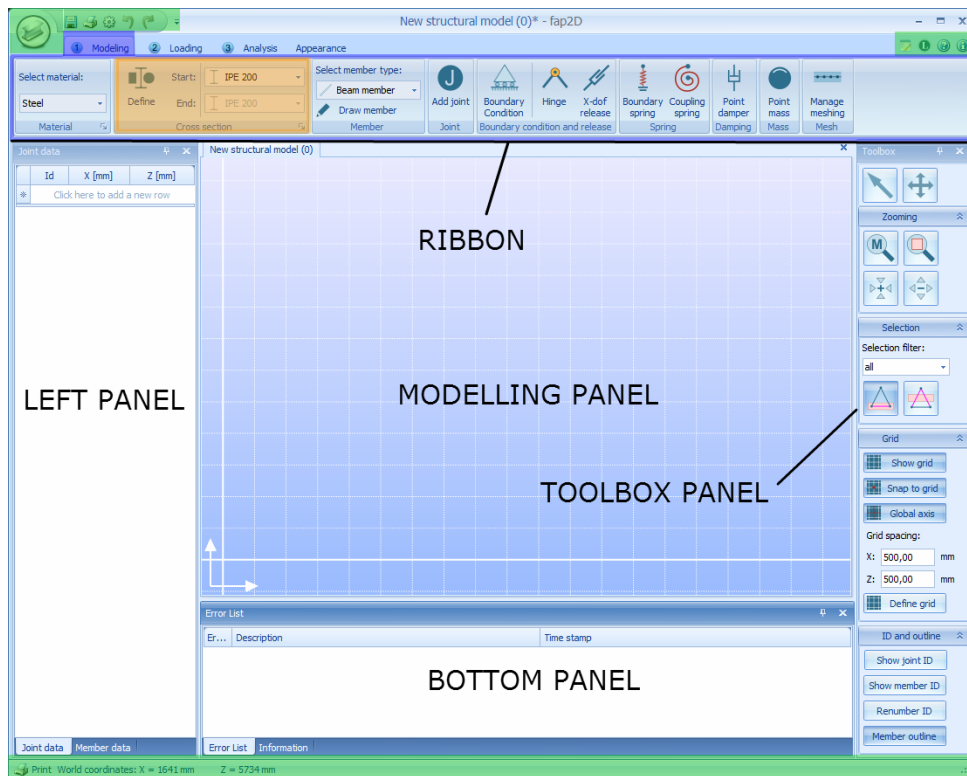 New structural model (0)* - fap2D
1 Modeling 2 Loading 3 Analysis Appearance
L
Select material:
Steel
Material
Define
Start: IPE 200
End: IPE 200
Cross section
Select member type:
Beam member
Draw member
Member
J
Add joint
Joint
Boundary Condition
Hinge
X-dof release
Boundary condition and release
Boundary spring
Coupling spring
Spring
Point damper
Damping
Point mass
Mass
Manage meshing
Mesh
Joint data
Id X [mm] Z [mm]
Click here to add a new row
LEFT PANEL
Joint data Member data
New structural model (0)
RIBBON
MODELLING PANEL
TOOLBOX PANEL
Error List
Er... Description Time stamp
BOTTOM PANEL
Error List Information
Toolbox
Zooming
M
Selection
Selection filter:
all
Grid
Show grid
Snap to grid
Global axis
Grid spacing:
X: 500,00 mm
Z: 500,00 mm
Define grid
ID and outline
Show joint ID
Show member ID
Renumber ID
Member outline
Print World coordinates: X = 1641 mm Z = 5734 mm